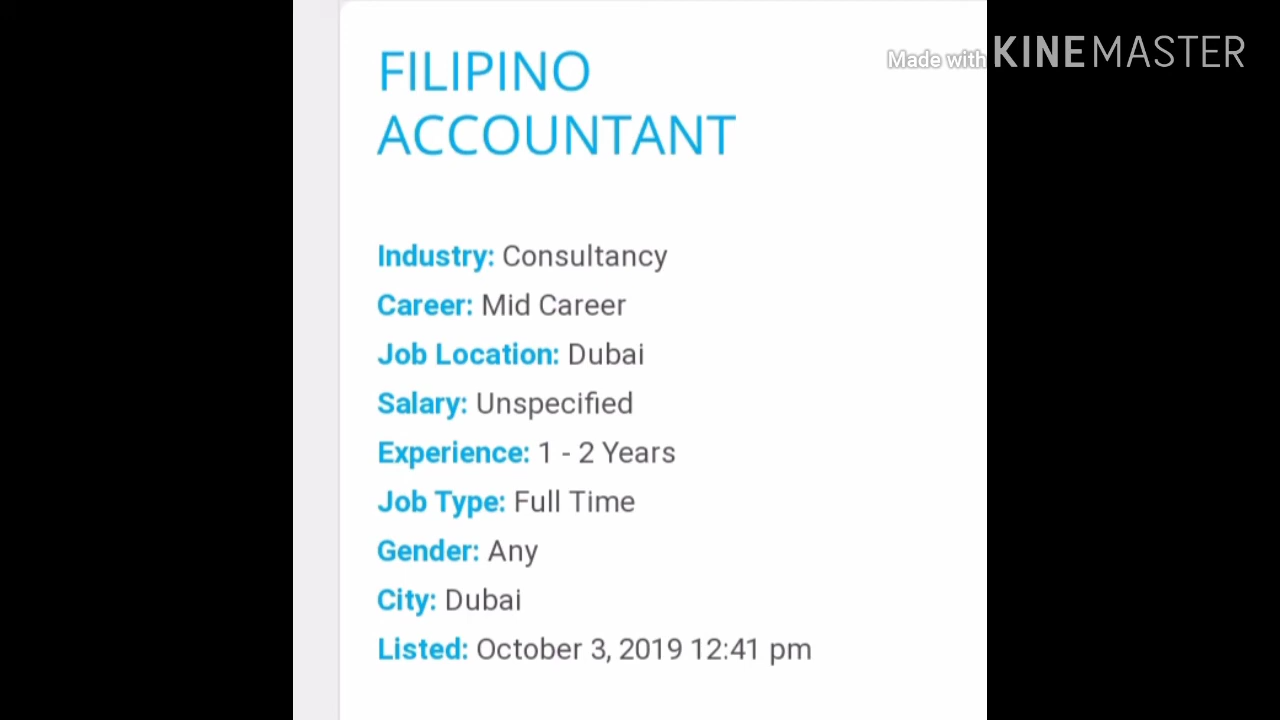 FILIPINO
ACCOUNTANT
Made with KINEMASTER
Industry: Consultancy
Career: Mid Career
Job Location: Dubai
Salary: Unspecified
Experience: 1 - 2 Years
Job Type: Full Time
Gender: Any
City: Dubai
Listed: October 3, 2019 12:41 pm